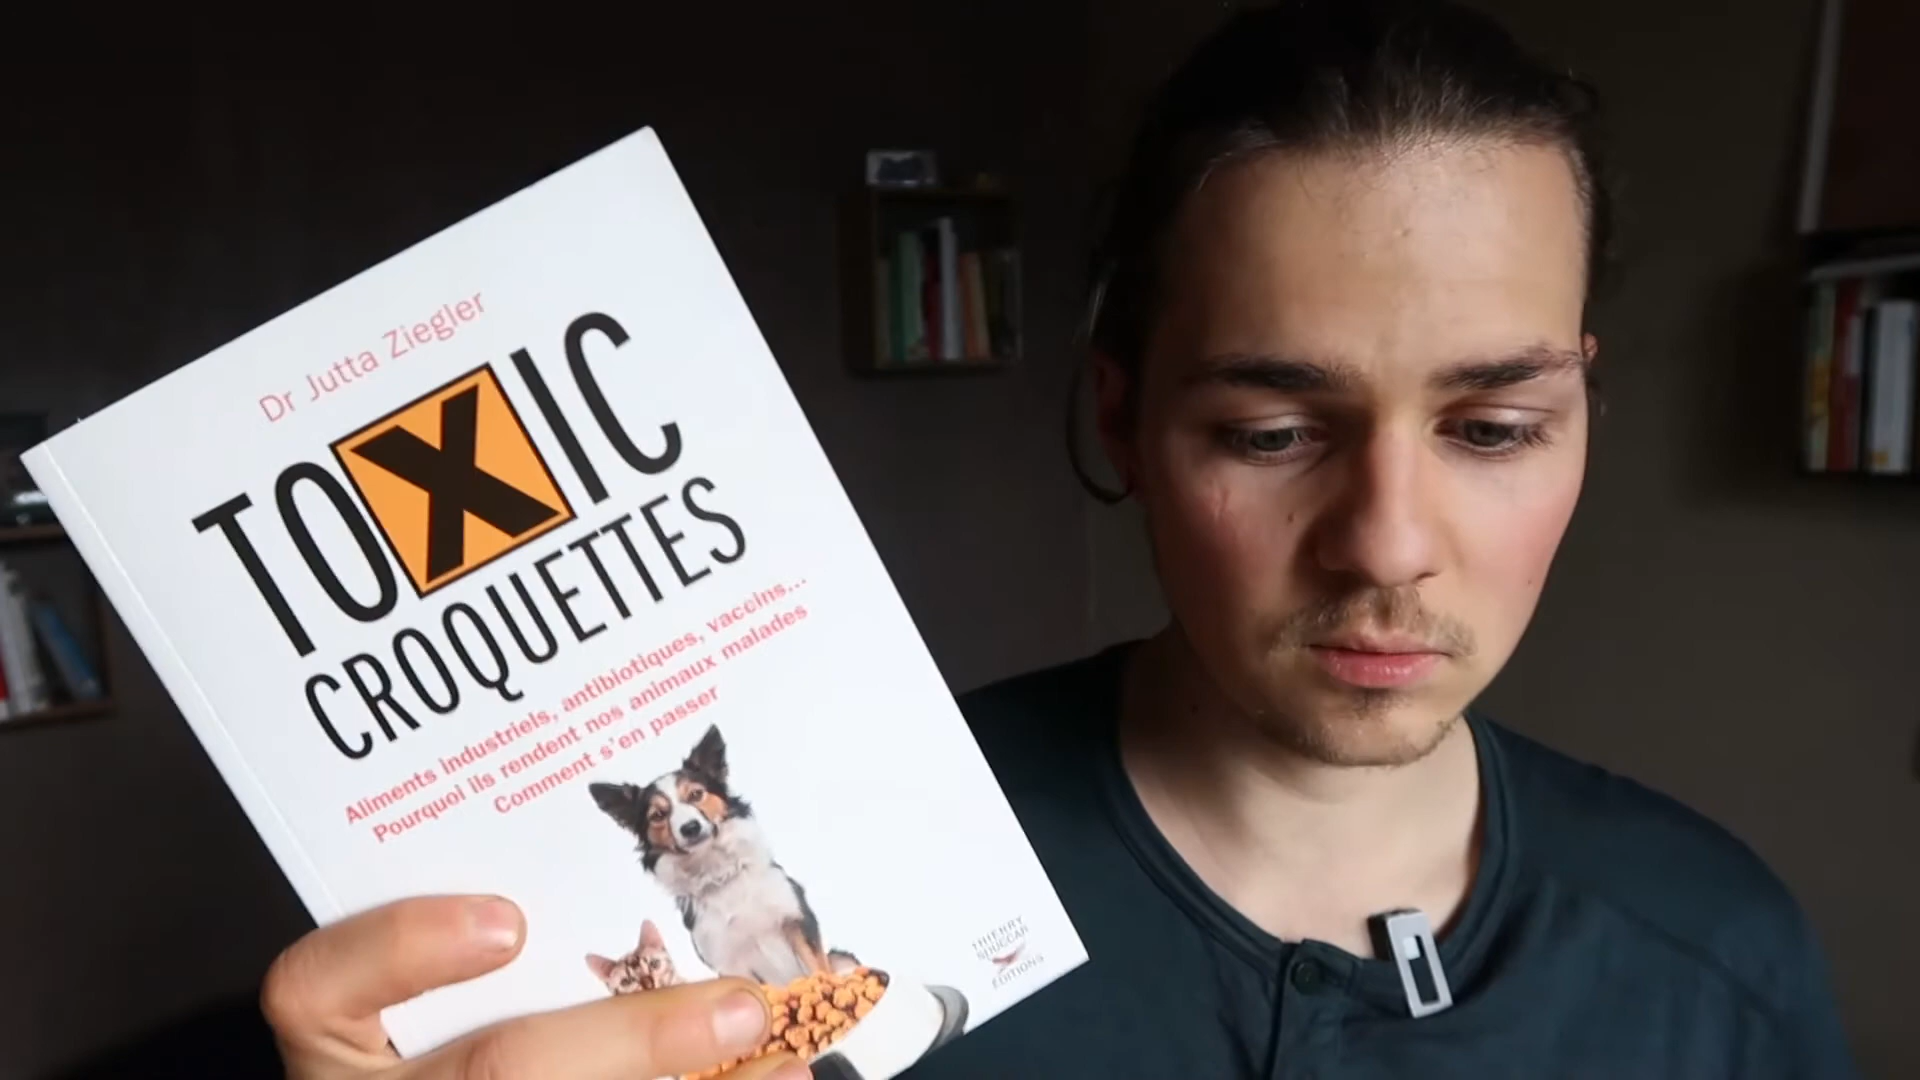 Dr Jutta Ziegler
TOXIC
CROQUETTES
Aliments industriels, antibiotiques, vaccins...
Pourquoi ils rendent nos animaux malades
Comment s'en passer
THIERRY
SOUCCAR
ÉDITIONS